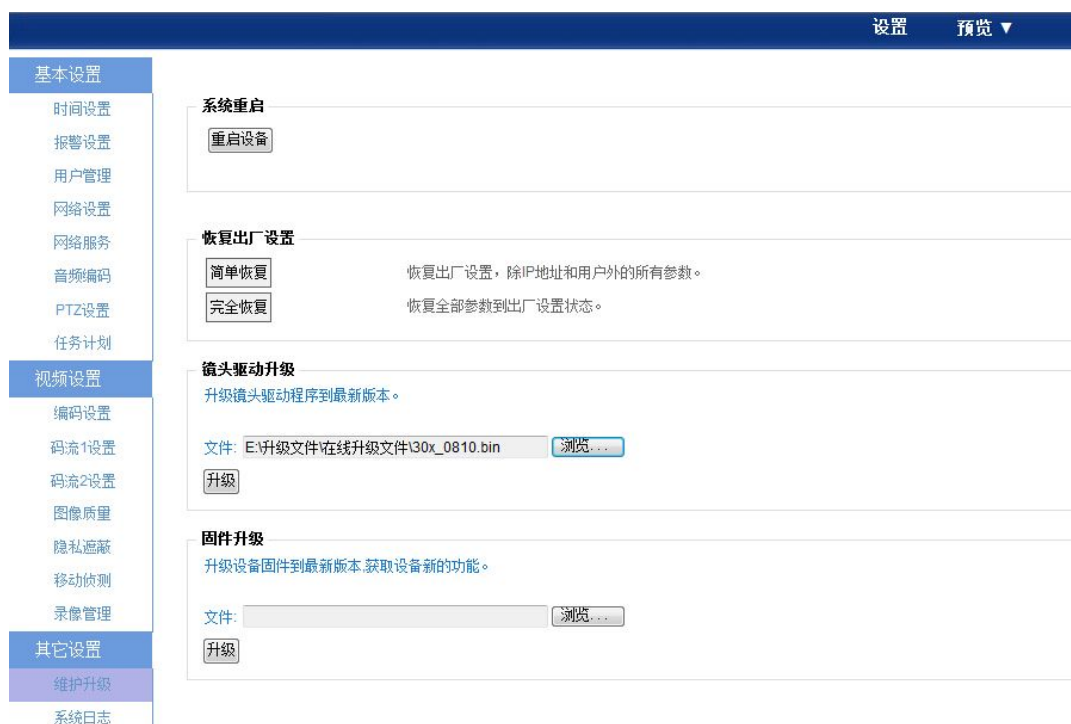 设置 预览 ▼
基本设置
时间设置
报警设置
用户管理
网络设置
网络服务
音频编码
PTZ设置
任务计划
视频设置
编码设置
码流1设置
码流2设置
图像质量
隐私遮蔽
移动侦测
录像管理
其它设置
维护升级
系统日志
系统重启
重启设备
恢复出厂设置
简单恢复 恢复出厂设置，除IP地址和用户外的所有参数。
完全恢复 恢复全部参数到出厂设置状态。
镜头驱动升级
升级镜头驱动程序到最新版本。
文件: E:\升级文件\在线升级文件\30x_0810.bin 浏览...
升级
固件升级
升级设备固件到最新版本,获取设备新的功能。
文件: 浏览...
升级